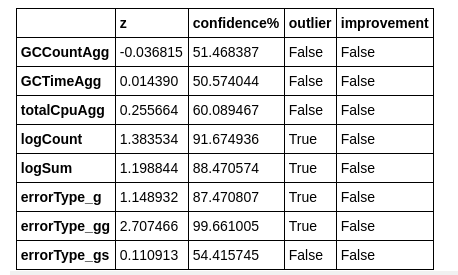 z confidence% outlier improvement
GCCountAgg -0.036815 51.468387 False False
GCTimeAgg 0.014390 50.574044 False False
totalCpuAgg 0.255664 60.089467 False False
logCount 1.383534 91.674936 True False
logSum 1.198844 88.470574 True False
errorType_g 1.148932 87.470807 True False
errorType_gg 2.707466 99.661005 True False
errorType_gs 0.110913 54.415745 False False